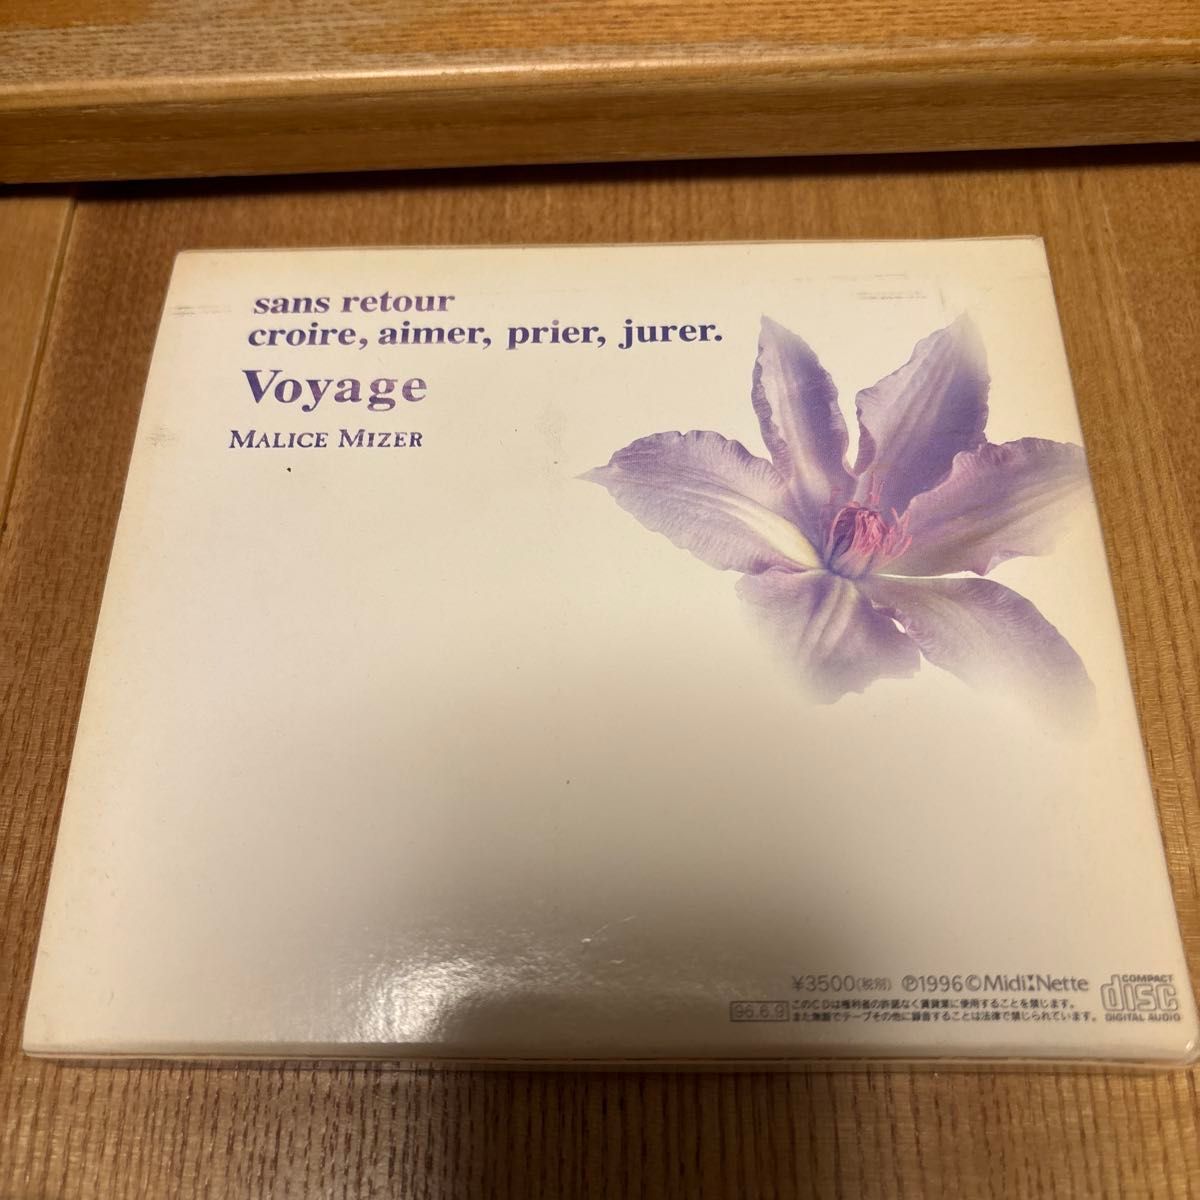 sans retour
croire, aimer, prier, jurer.
Voyage
MALICE MIZER
¥3500(税別) ℗1996©Midi:Nette
96.6.9
このCDは権利者の許諾なく賃貸業に使用することを禁じます。
また無断でテープその他に録音することは法律で禁じられています。
COMPACT
disc
DIGITAL AUDIO